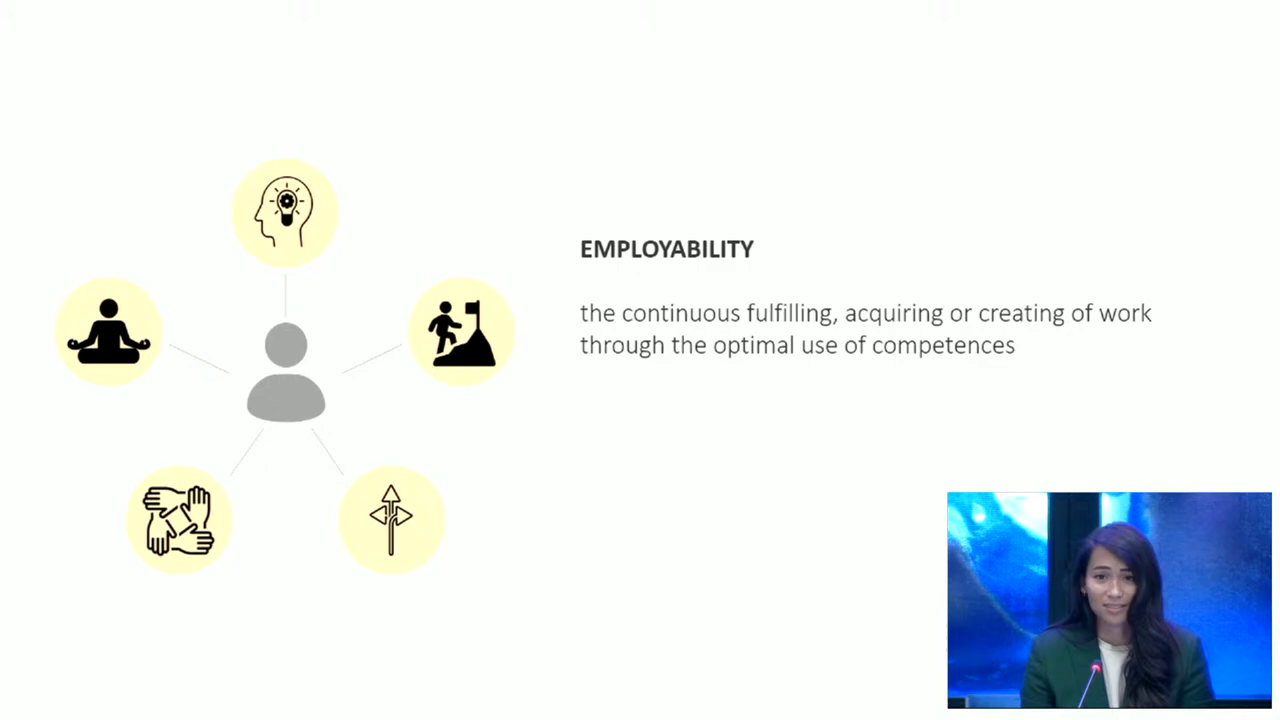 EMPLOYABILITY
the continuous fulfilling, acquiring or creating of work
through the optimal use of competences